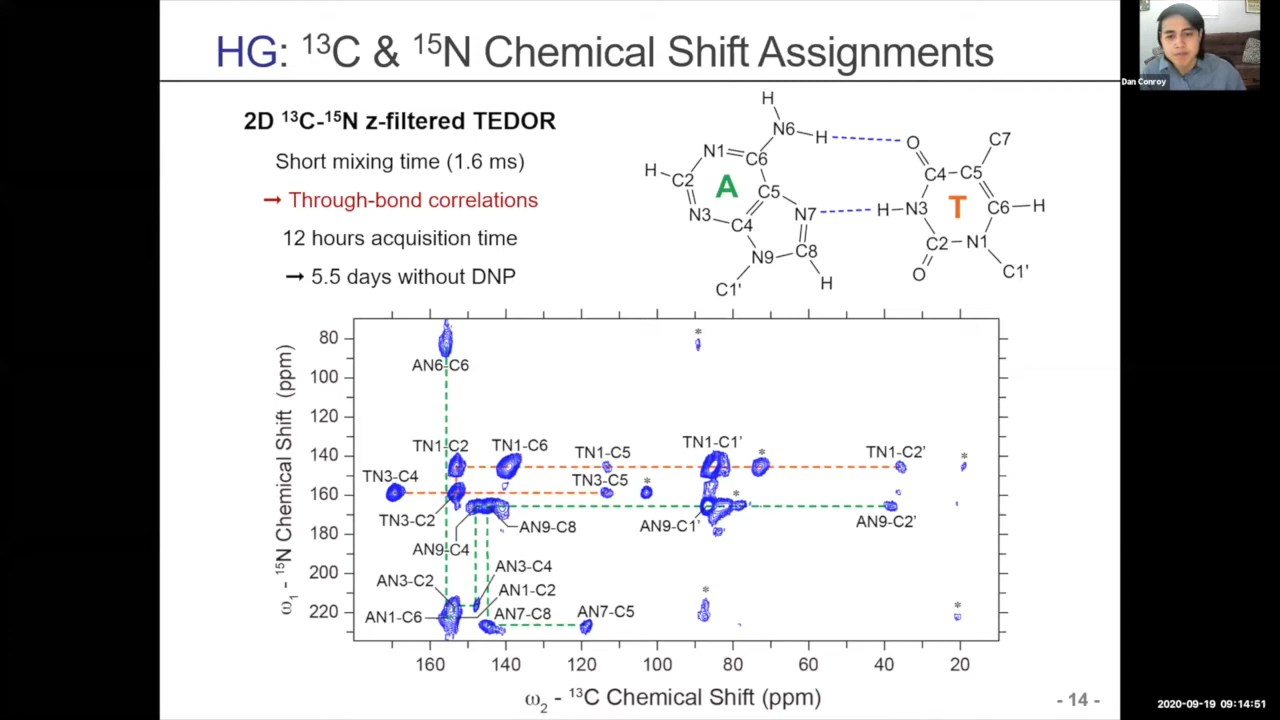 HG: ¹³C & ¹⁵N Chemical Shift Assignments
Dan Conroy
2D ¹³C-¹⁵N z-filtered TEDOR
Short mixing time (1.6 ms)
→ Through-bond correlations
12 hours acquisition time
→ 5.5 days without DNP
H
N6
H
O
C7
N1
C6
H
C2
A
C5
C4
C5
T
N3
C4
N7
H
N3
C6
H
C2
N1
N9
C8
O
C1'
C1'
H
ω₁ - ¹⁵N Chemical Shift (ppm)
80
100
120
140
160
180
200
220
*
AN6-C6
TN1-C2
TN1-C6
TN1-C5
TN1-C1'
*
TN1-C2'
*
TN3-C4
TN3-C5
*
*
TN3-C2
AN9-C8
AN9-C1'
AN9-C2'
AN9-C4
AN3-C4
AN3-C2
AN1-C2
*
*
AN1-C6
AN7-C8
AN7-C5
160
140
120
100
80
60
40
20
ω₂ - ¹³C Chemical Shift (ppm)
- 14 -
2020-09-19 09:14:51